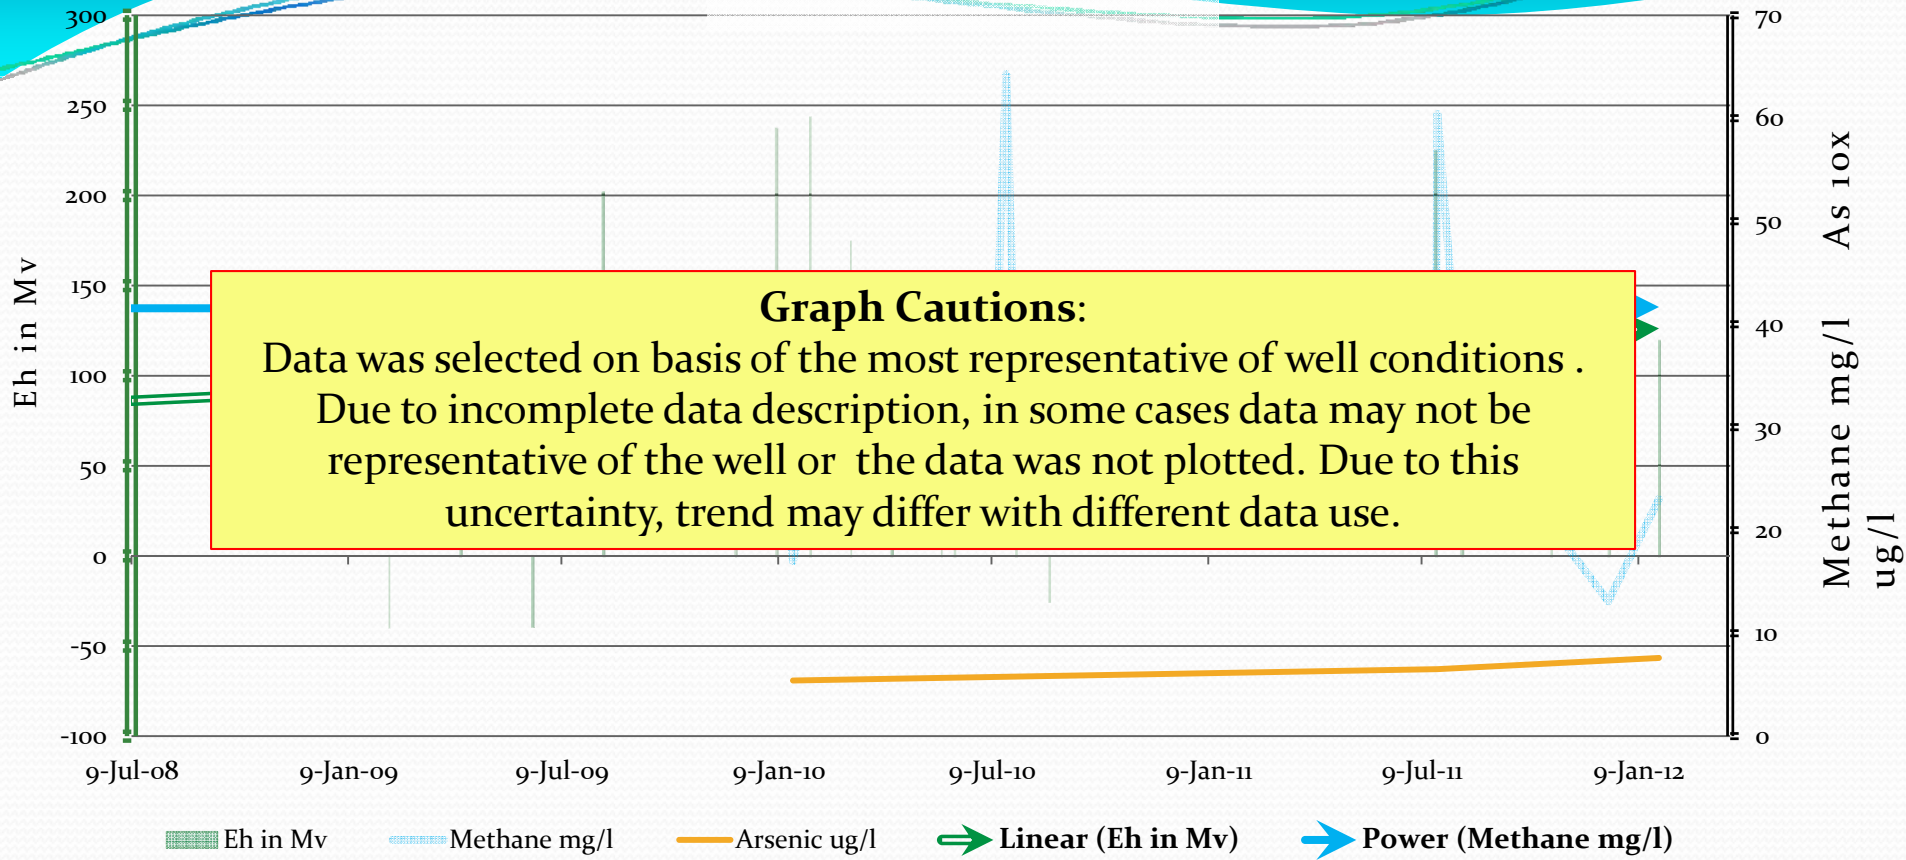 300
250
200
150
100
50
0
-50
-100
Eh in Mv
Graph Cautions:
Data was selected on basis of the most representative of well conditions .
Due to incomplete data description, in some cases data may not be
representative of the well or the data was not plotted. Due to this
uncertainty, trend may differ with different data use.
70
60
50
40
30
20
10
0
Methane mg/l As 10x
ug/l
9-Jul-08 9-Jan-09 9-Jul-09 9-Jan-10 9-Jul-10 9-Jan-11 9-Jul-11 9-Jan-12
Eh in Mv Methane mg/l Arsenic ug/l Linear (Eh in Mv) Power (Methane mg/l)